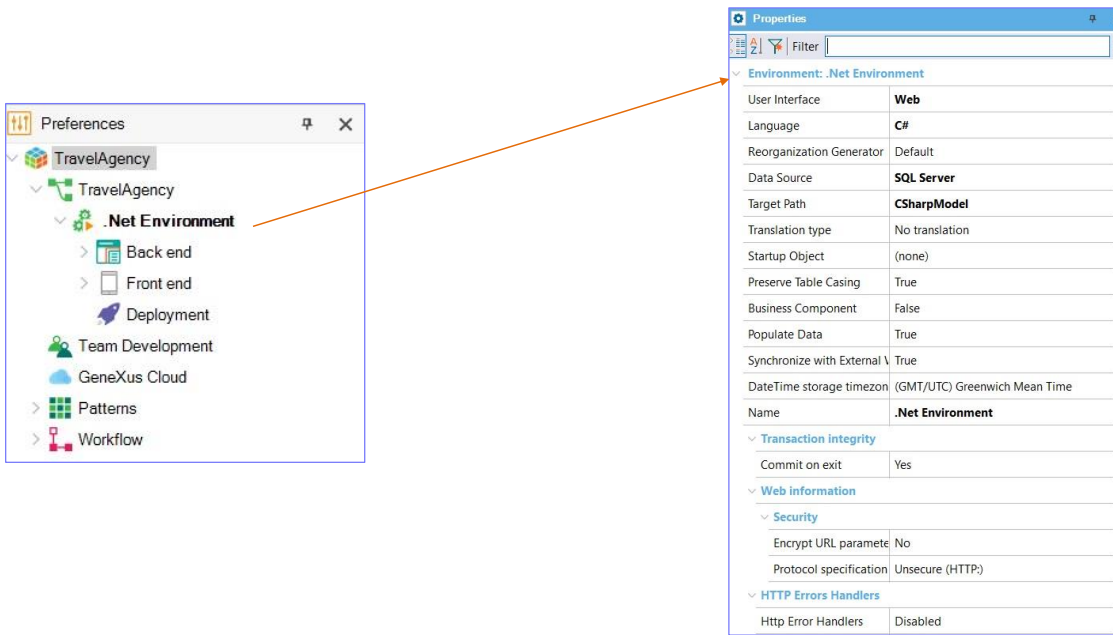 Preferences
TravelAgency
TravelAgency
.Net Environment
Back end
Front end
Deployment
Team Development
GeneXus Cloud
Patterns
Workflow
Properties
Filter
Environment: .Net Environment
User Interface Web
Language C#
Reorganization Generator Default
Data Source SQL Server
Target Path CSharpModel
Translation type No translation
Startup Object (none)
Preserve Table Casing True
Business Component False
Populate Data True
Synchronize with External V True
DateTime storage timezon (GMT/UTC) Greenwich Mean Time
Name .Net Environment
Transaction integrity
Commit on exit Yes
Web information
Security
Encrypt URL paramete No
Protocol specification Unsecure (HTTP:)
HTTP Errors Handlers
Http Error Handlers Disabled